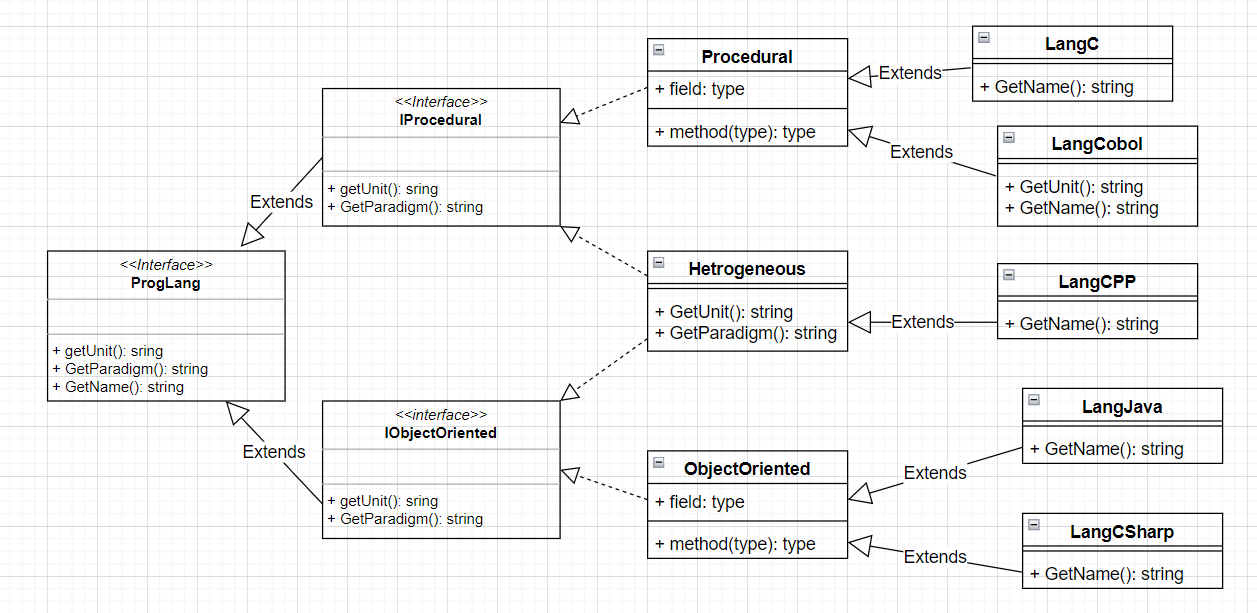 <<Interface>>
ProgLang
+ getUnit(): sring
+ GetParadigm(): string
+ GetName(): string
Extends
Extends
<<Interface>>
IProcedural
+ getUnit(): sring
+ GetParadigm(): string
<<interface>>
IObjectOriented
+ getUnit(): sring
+ GetParadigm(): string
Procedural
+ field: type
+ method(type): type
Hetrogeneous
+ GetUnit(): string
+ GetParadigm(): string
ObjectOriented
+ field: type
+ method(type): type
Extends
Extends
Extends
Extends
Extends
LangC
+ GetName(): string
LangCobol
+ GetUnit(): string
+ GetName(): string
LangCPP
+ GetName(): string
LangJava
+ GetName(): string
LangCSharp
+ GetName(): string